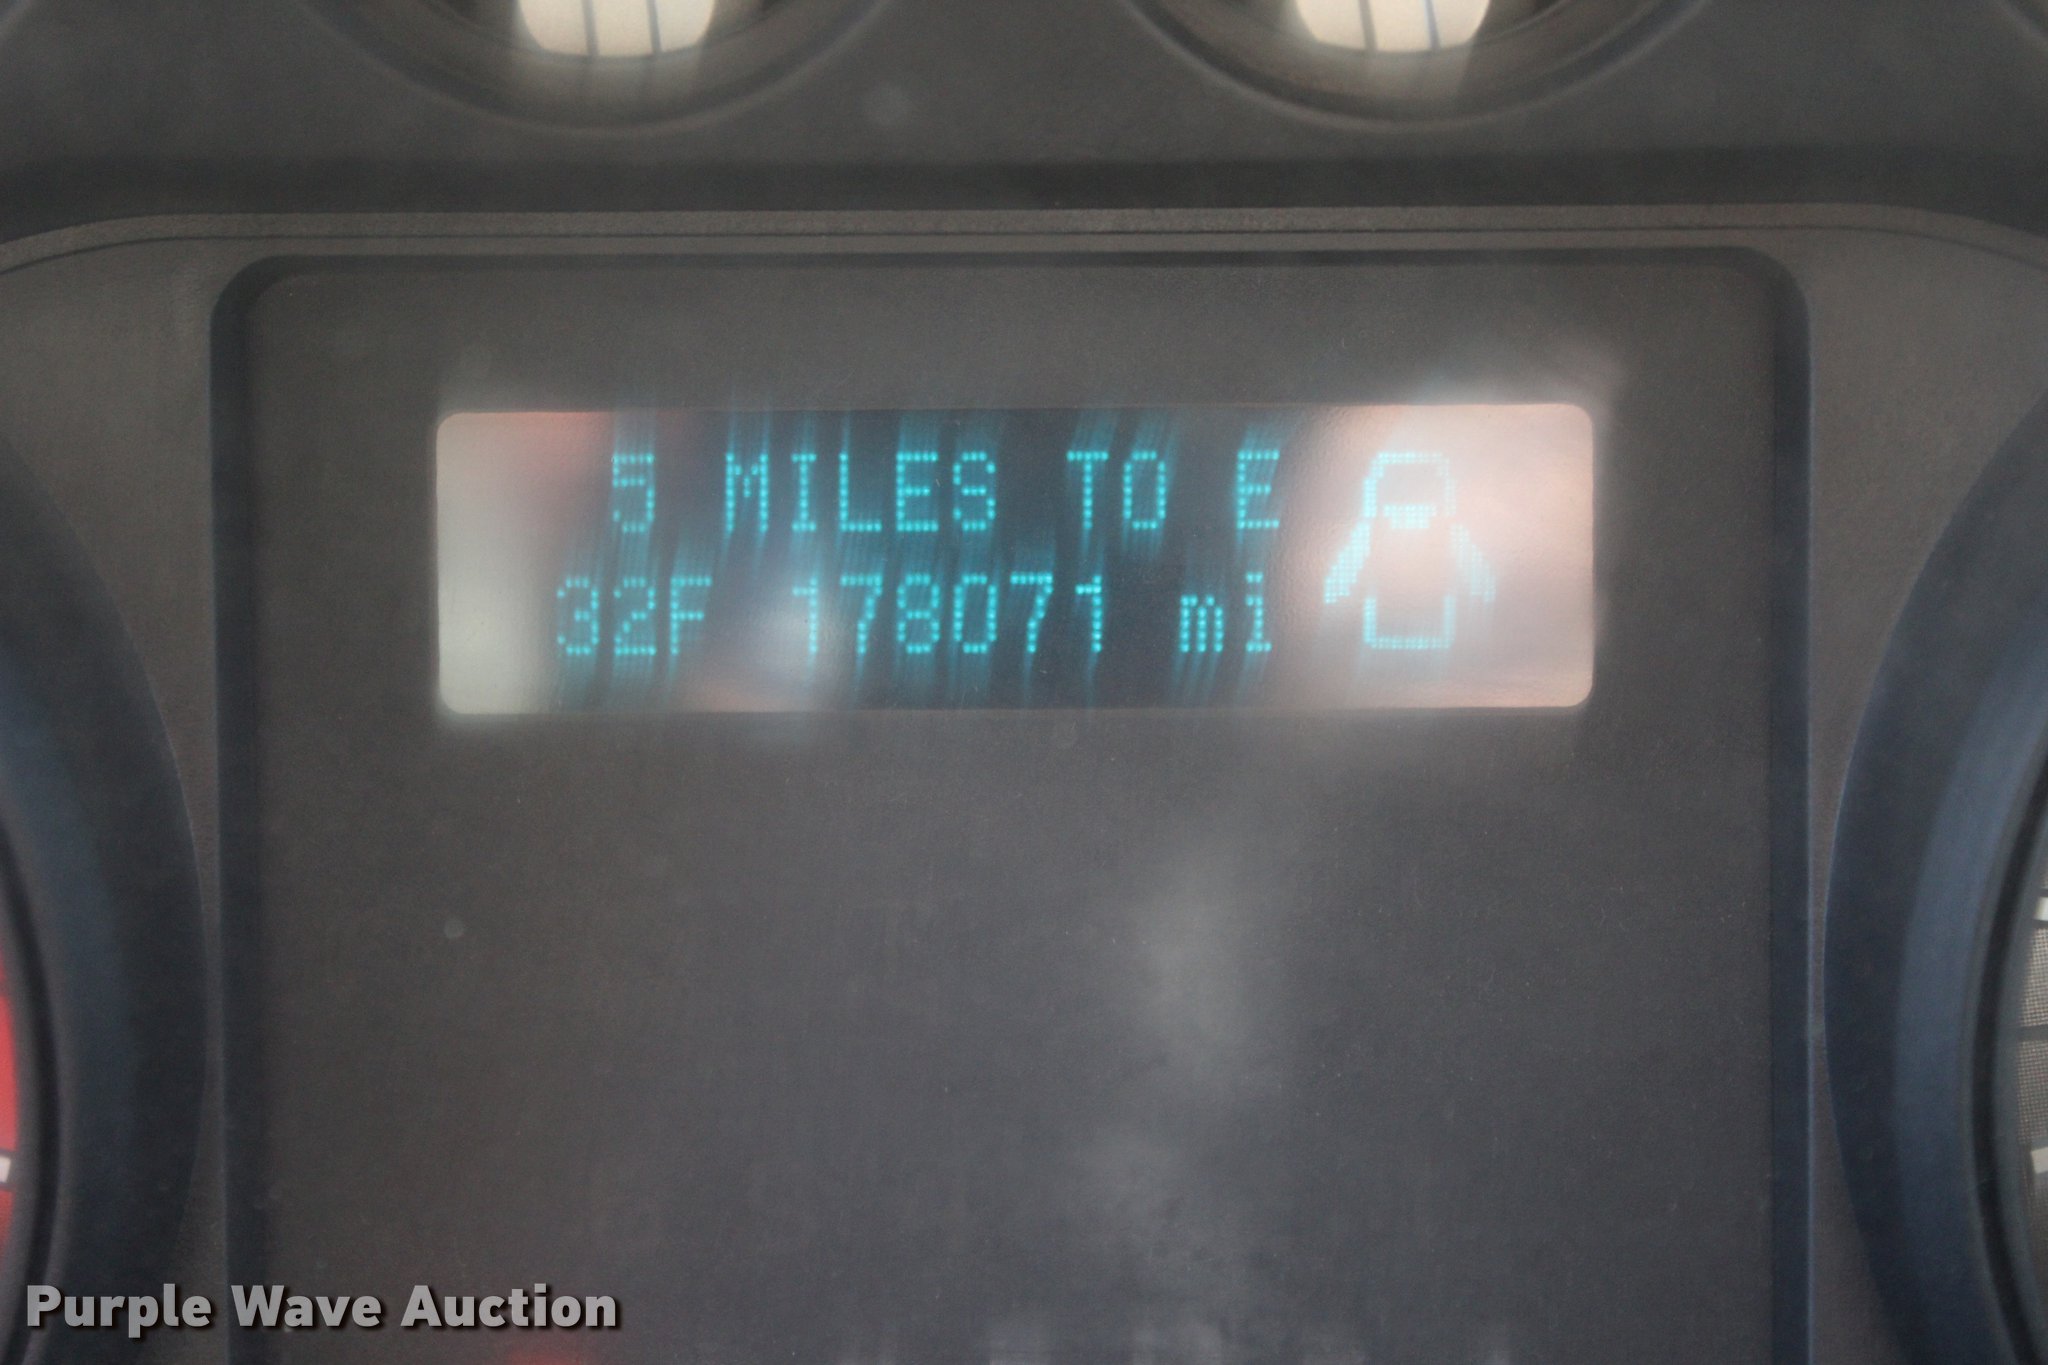 5 MILES TO E
32F 178071 mi
Purple Wave Auction